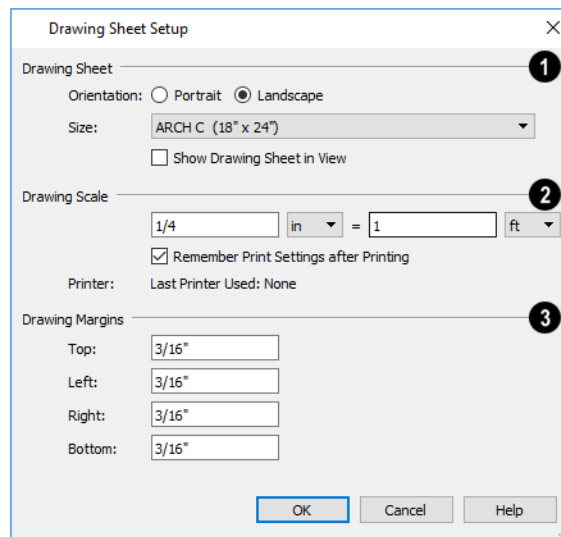 Drawing Sheet Setup
Drawing Sheet 1
Orientation: Portrait Landscape
Size: ARCH C (18" x 24")
Show Drawing Sheet in View
Drawing Scale 2
1/4 in = 1 ft
Remember Print Settings after Printing
Printer: Last Printer Used: None
Drawing Margins 3
Top: 3/16"
Left: 3/16"
Right: 3/16"
Bottom: 3/16"
OK Cancel Help